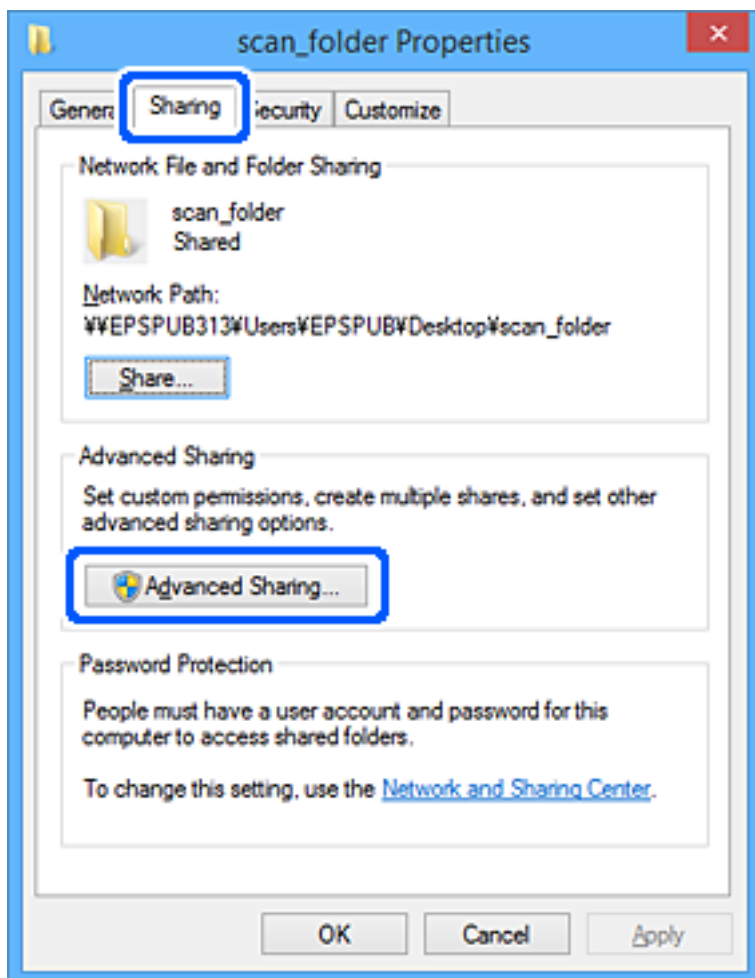 scan_folder Properties
General Sharing Security Customize
Network File and Folder Sharing
scan_folder
Shared
Network Path:
¥¥EPSPUB313¥Users¥EPSPUB¥Desktop¥scan_folder
Share...
Advanced Sharing
Set custom permissions, create multiple shares, and set other
advanced sharing options.
Advanced Sharing...
Password Protection
People must have a user account and password for this
computer to access shared folders.
To change this setting, use the Network and Sharing Center.
OK Cancel Apply